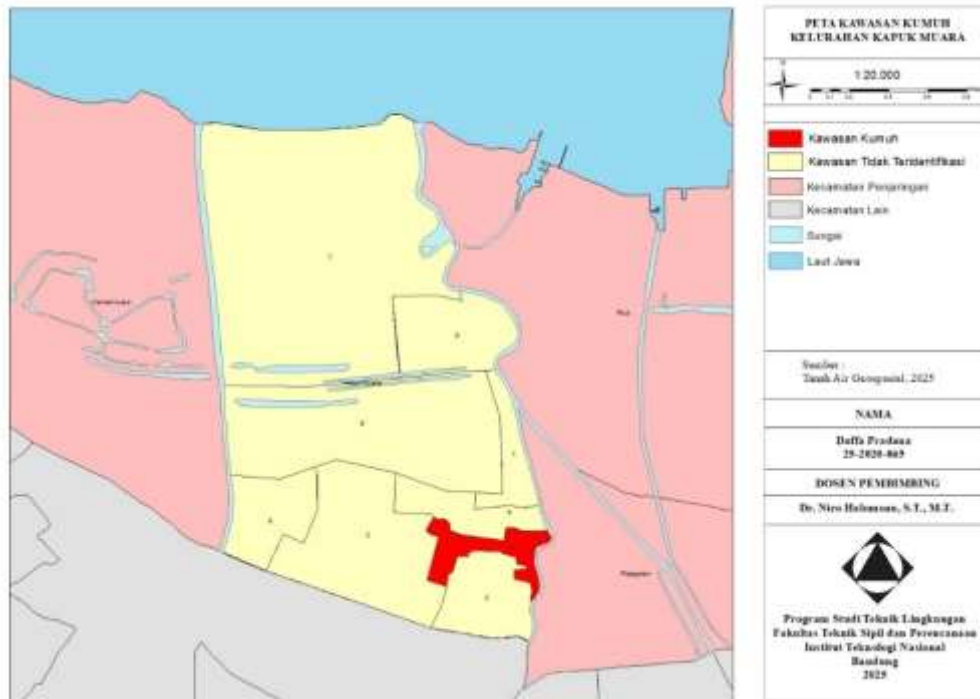 PETA KAWASAN KUMUH
KELURAHAN KAPUK MUARA
1:20.000
Kawasan Kumuh
Kawasan Tidak Teridentifikasi
Kecamatan Penjaringan
Kecamatan Lain
Sungai
Laut Jawa
Sumber :
Tanah Air Geospasial, 2025
NAMA
Daffa Pradana
25-2020-069
DOSEN PEMBIMBING
Dr. Nico Halomoan, S.T., M.T.
Program Studi Teknik Lingkungan
Fakultas Teknik Sipil dan Perencanaan
Institut Teknologi Nasional
Bandung
2025